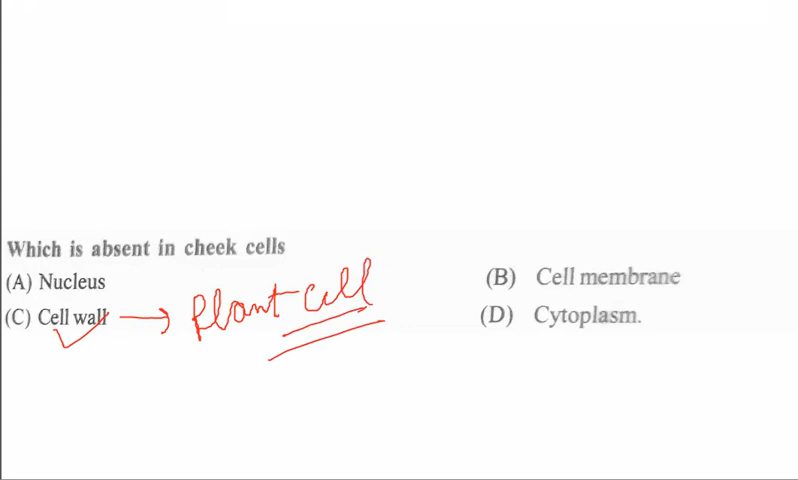 Which is absent in cheek cells
(A) Nucleus
(B) Cell membrane
(C) Cell wall → Plant cell
(D) Cytoplasm.